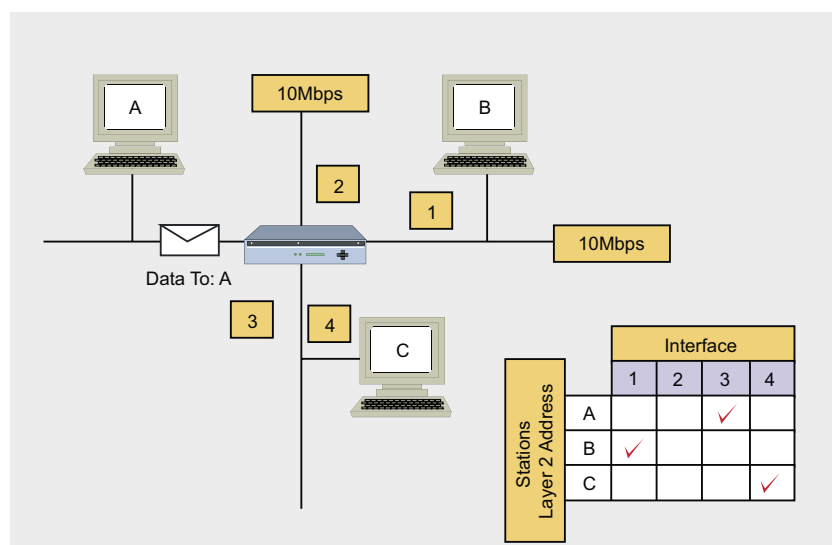 A
10Mbps
B
2
1
10Mbps
Data To: A
3
4
C
Interface
1 2 3 4
Stations
Layer 2 Address
A
B
C